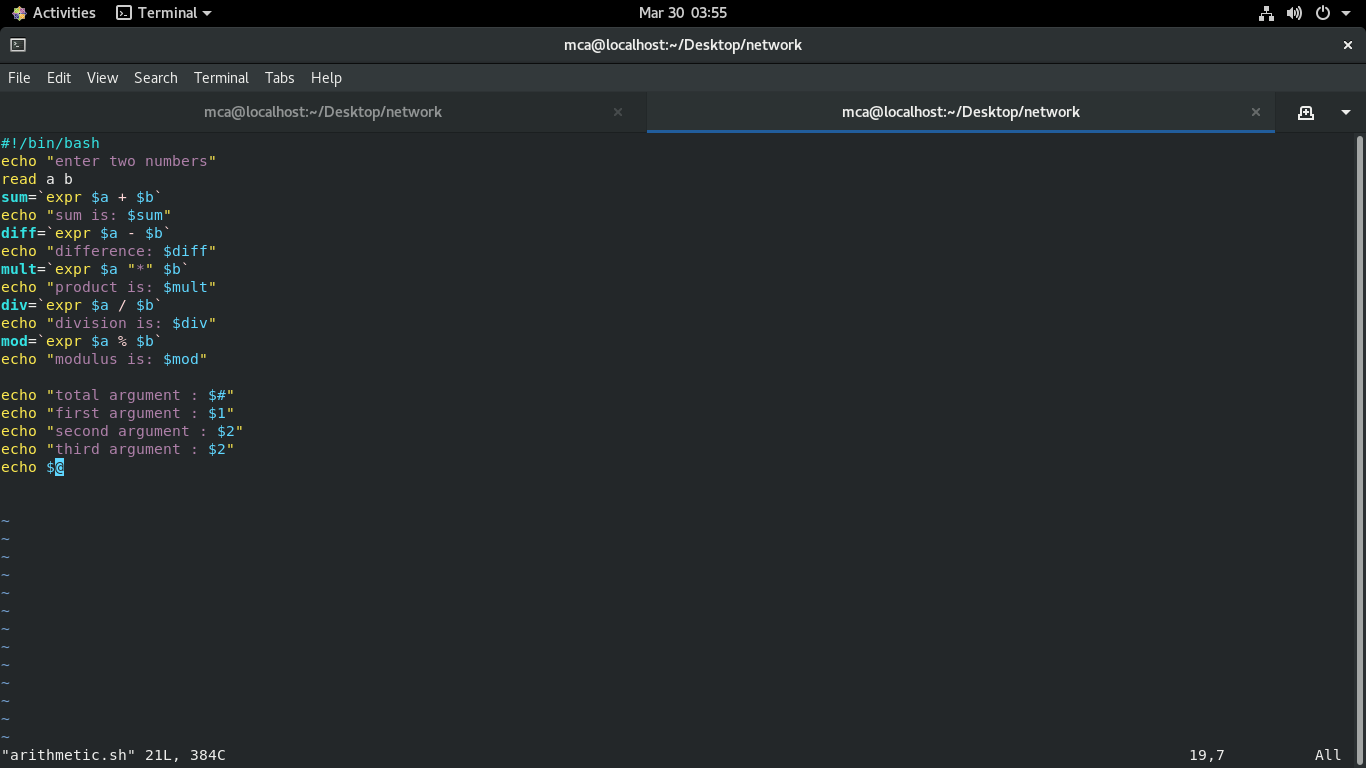 Activities Terminal Mar 30 03:55
mca@localhost:~/Desktop/network
File Edit View Search Terminal Tabs Help
mca@localhost:~/Desktop/network mca@localhost:~/Desktop/network
#!/bin/bash
echo "enter two numbers"
read a b
sum=`expr $a + $b`
echo "sum is: $sum"
diff=`expr $a - $b`
echo "difference: $diff"
mult=`expr $a "*" $b`
echo "product is: $mult"
div=`expr $a / $b`
echo "division is: $div"
mod=`expr $a % $b`
echo "modulus is: $mod"
echo "total argument : $#"
echo "first argument : $1"
echo "second argument : $2"
echo "third argument : $2"
echo $@
~
~
~
~
~
~
~
~
~
~
~
~
~
"arithmetic.sh" 21L, 384C 19,7 All